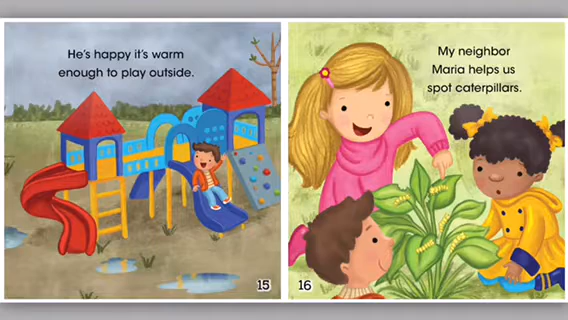 He's happy it's warm
enough to play outside.
15
My neighbor
Maria helps us
spot caterpillars.
16